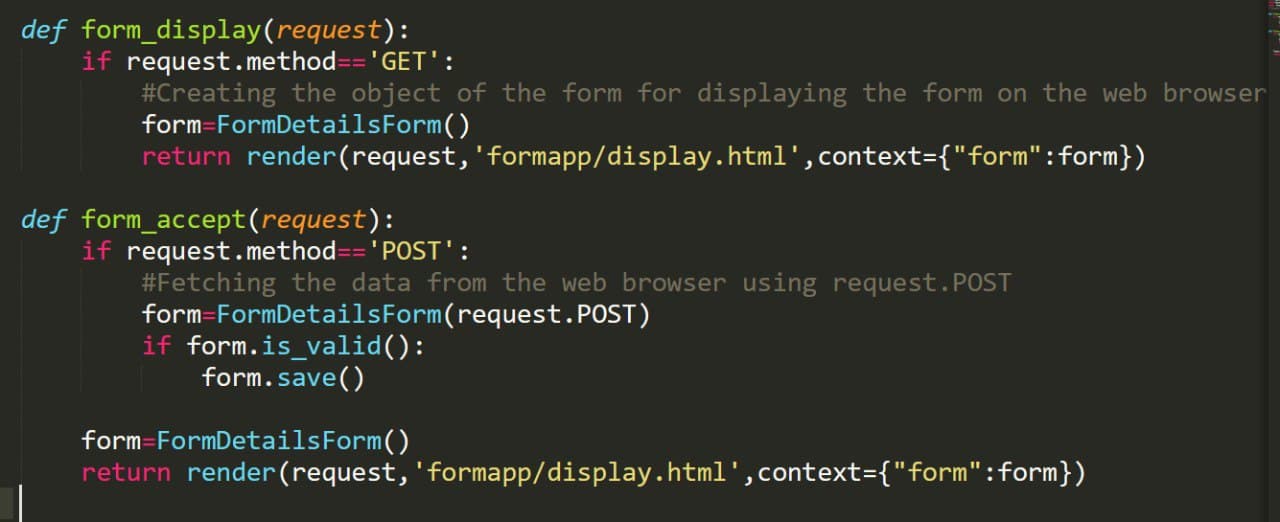 def form_display(request):
    if request.method=='GET':
        #Creating the object of the form for displaying the form on the web browser
        form=FormDetailsForm()
        return render(request,'formapp/display.html',context={"form":form})

def form_accept(request):
    if request.method=='POST':
        #Fetching the data from the web browser using request.POST
        form=FormDetailsForm(request.POST)
        if form.is_valid():
            form.save()

    form=FormDetailsForm()
    return render(request,'formapp/display.html',context={"form":form})